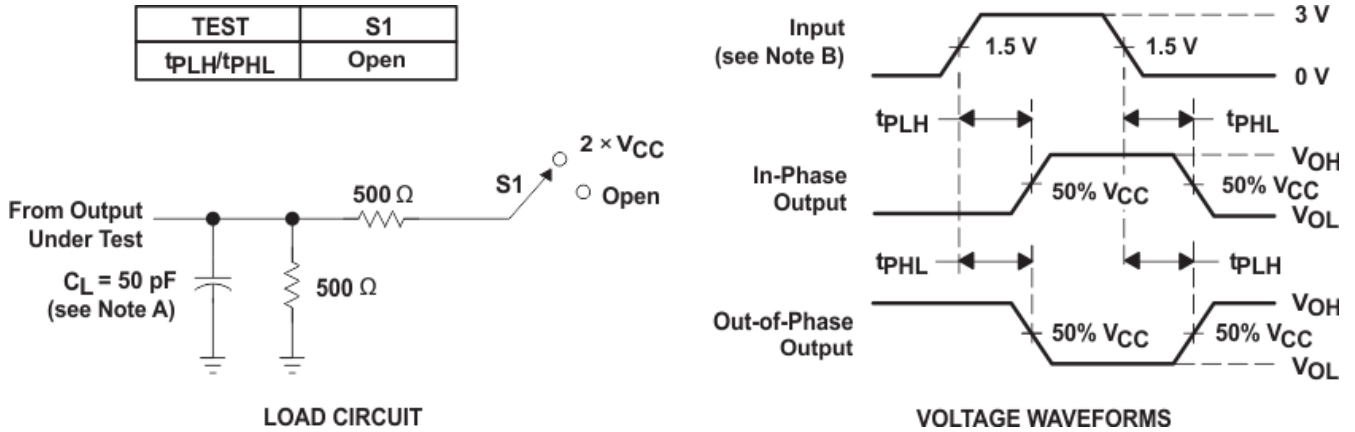 TEST S1
tPLH/tPHL Open
2 × VCC
S1
Open
500 Ω
From Output
Under Test
CL = 50 pF
(see Note A)
500 Ω
LOAD CIRCUIT
Input
(see Note B)
1.5 V 1.5 V
3 V
0 V
tPLH tPHL
In-Phase
Output
50% VCC 50% VCC
VOH
VOL
tPHL tPLH
Out-of-Phase
Output
50% VCC 50% VCC
VOH
VOL
VOLTAGE WAVEFORMS